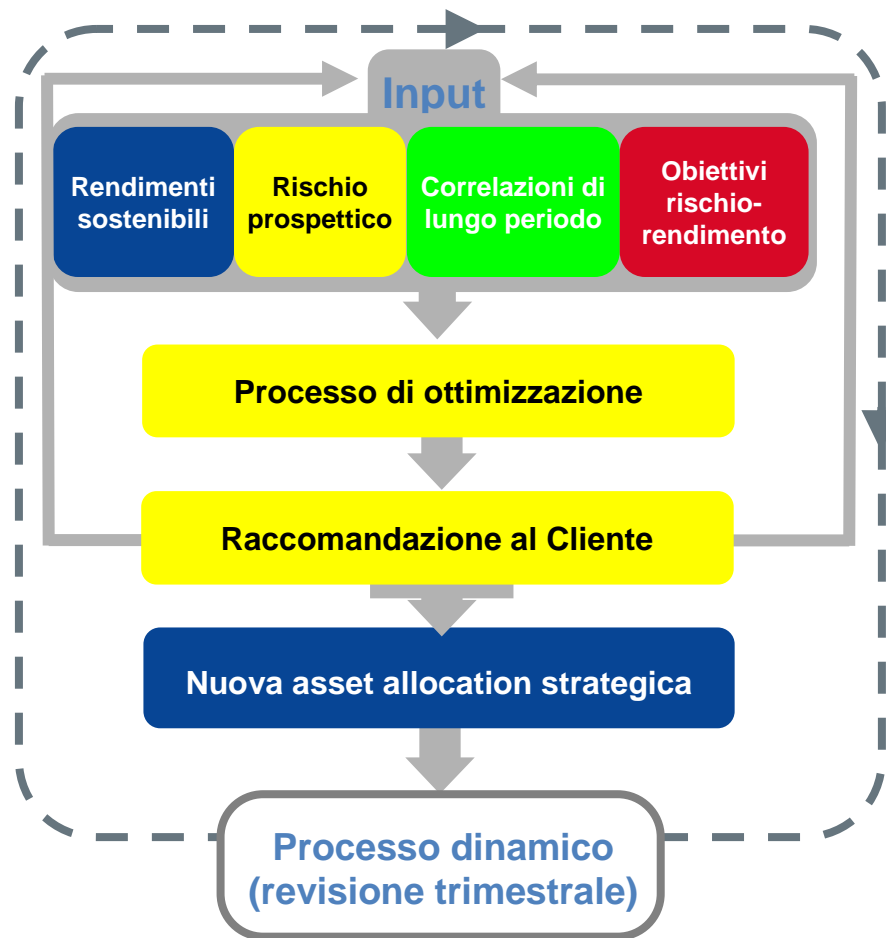 Input
Rendimenti
sostenibili
Rischio
prospettico
Correlazioni di
lungo periodo
Obiettivi
rischio-
rendimento
Processo di ottimizzazione
Raccomandazione al Cliente
Nuova asset allocation strategica
Processo dinamico
(revisione trimestrale)